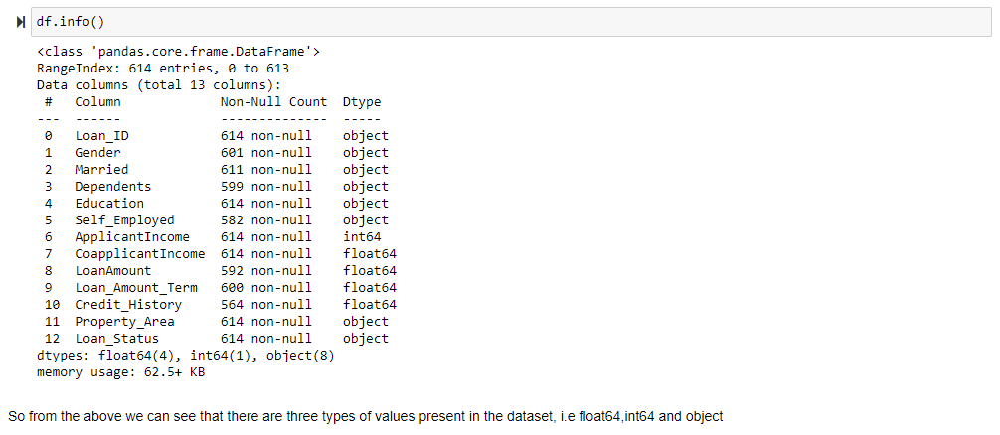 df.info()
<class 'pandas.core.frame.DataFrame'>
RangeIndex: 614 entries, 0 to 613
Data columns (total 13 columns):
 #   Column             Non-Null Count  Dtype
---  ------             --------------  -----
 0   Loan_ID            614 non-null    object
 1   Gender             601 non-null    object
 2   Married            611 non-null    object
 3   Dependents         599 non-null    object
 4   Education          614 non-null    object
 5   Self_Employed      582 non-null    object
 6   ApplicantIncome    614 non-null    int64
 7   CoapplicantIncome  614 non-null    float64
 8   LoanAmount         592 non-null    float64
 9   Loan_Amount_Term   600 non-null    float64
 10  Credit_History     564 non-null    float64
 11  Property_Area      614 non-null    object
 12  Loan_Status        614 non-null    object
dtypes: float64(4), int64(1), object(8)
memory usage: 62.5+ KB
So from the above we can see that there are three types of values present in the dataset, i.e float64,int64 and object